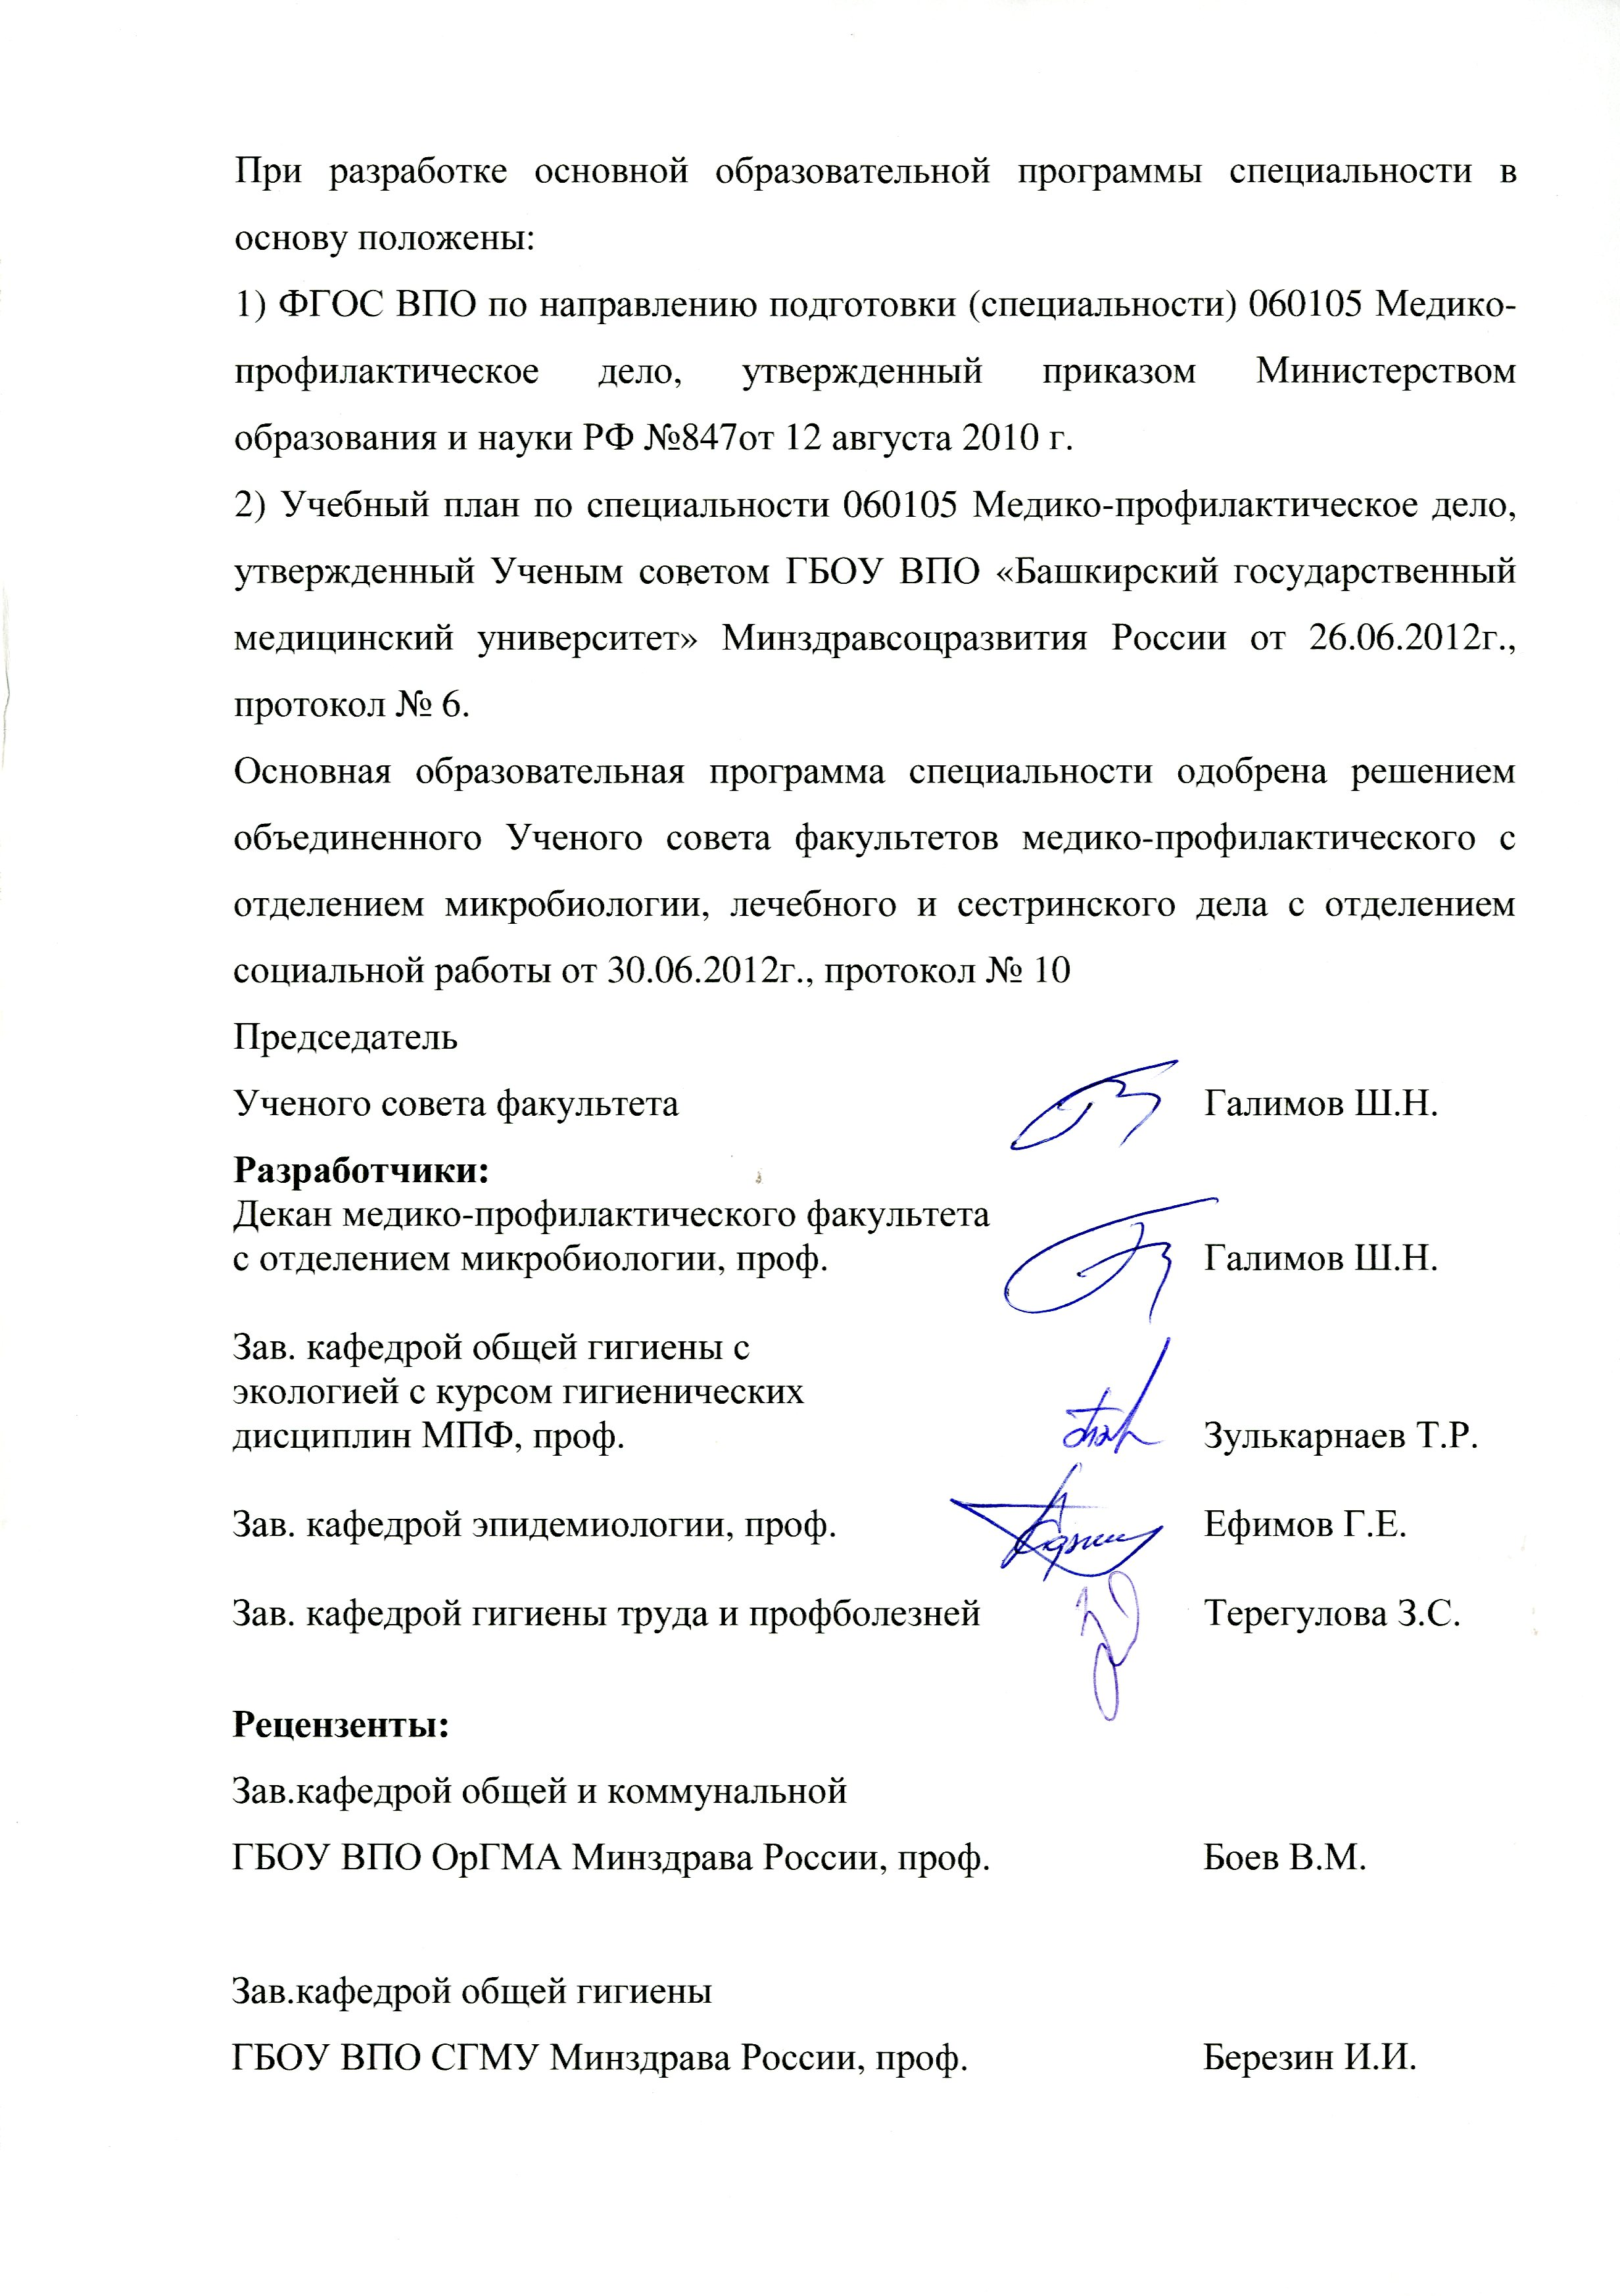 При разработке основной образовательной программы специальности в
основу положены:
1) ФГОС ВПО по направлению подготовки (специальности) 060105 Медико-
профилактическое дело, утвержденный приказом Министерством
образования и науки РФ №847от 12 августа 2010 г.
2) Учебный план по специальности 060105 Медико-профилактическое дело,
утвержденный Ученым советом ГБОУ ВПО «Башкирский государственный
медицинский университет» Минздравсоцразвития России от 26.06.2012г.,
протокол № 6.
Основная образовательная программа специальности одобрена решением
объединенного Ученого совета факультетов медико-профилактического с
отделением микробиологии, лечебного и сестринского дела с отделением
социальной работы от 30.06.2012г., протокол № 10
Председатель
Ученого совета факультета Галимов Ш.Н.
Разработчики:
Декан медико-профилактического факультета
с отделением микробиологии, проф. Галимов Ш.Н.
Зав. кафедрой общей гигиены с
экологией с курсом гигиенических
дисциплин МПФ, проф. Зулькарнаев Т.Р.
Зав. кафедрой эпидемиологии, проф. Ефимов Г.Е.
Зав. кафедрой гигиены труда и профболезней Терегулова З.С.
Рецензенты:
Зав.кафедрой общей и коммунальной
ГБОУ ВПО ОрГМА Минздрава России, проф. Боев В.М.
Зав.кафедрой общей гигиены
ГБОУ ВПО СГМУ Минздрава России, проф. Березин И.И.